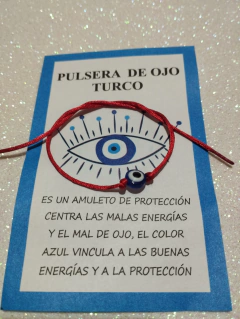 PULSERA DE OJO
TURCO
ES UN AMULETO DE PROTECCIÓN
CENTRA LAS MALAS ENERGÍAS
Y EL MAL DE OJO, EL COLOR
AZUL VINCULA A LAS BUENAS
ENERGÍAS Y A LA PROTECCIÓN